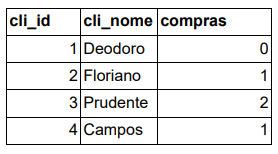 cli_id cli_nome compras
1 Deodoro 0
2 Floriano 1
3 Prudente 2
4 Campos 1